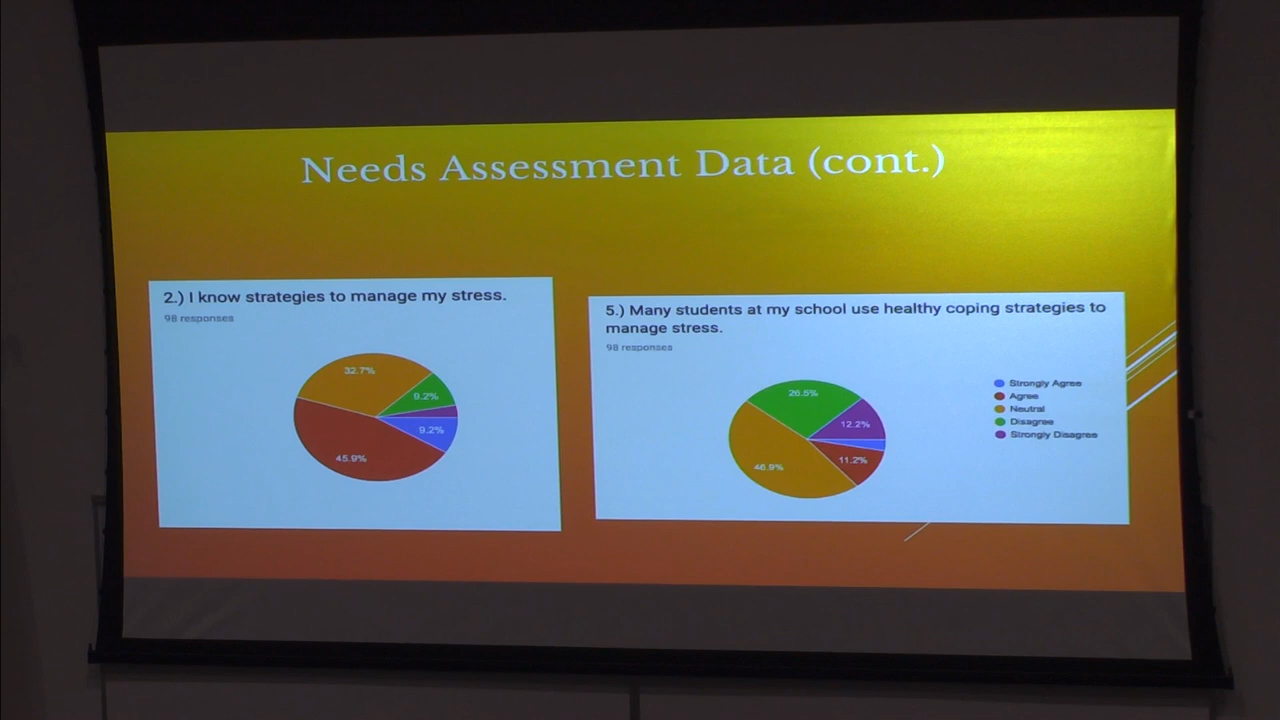 Needs Assessment Data (cont.)
2.) I know strategies to manage my stress.
98 responses
32.7%
9.2%
9.2%
45.9%
5.) Many students at my school use healthy coping strategies to
manage stress.
98 responses
26.5%
12.2%
11.2%
46.9%
Strongly Agree
Agree
Neutral
Disagree
Strongly Disagree